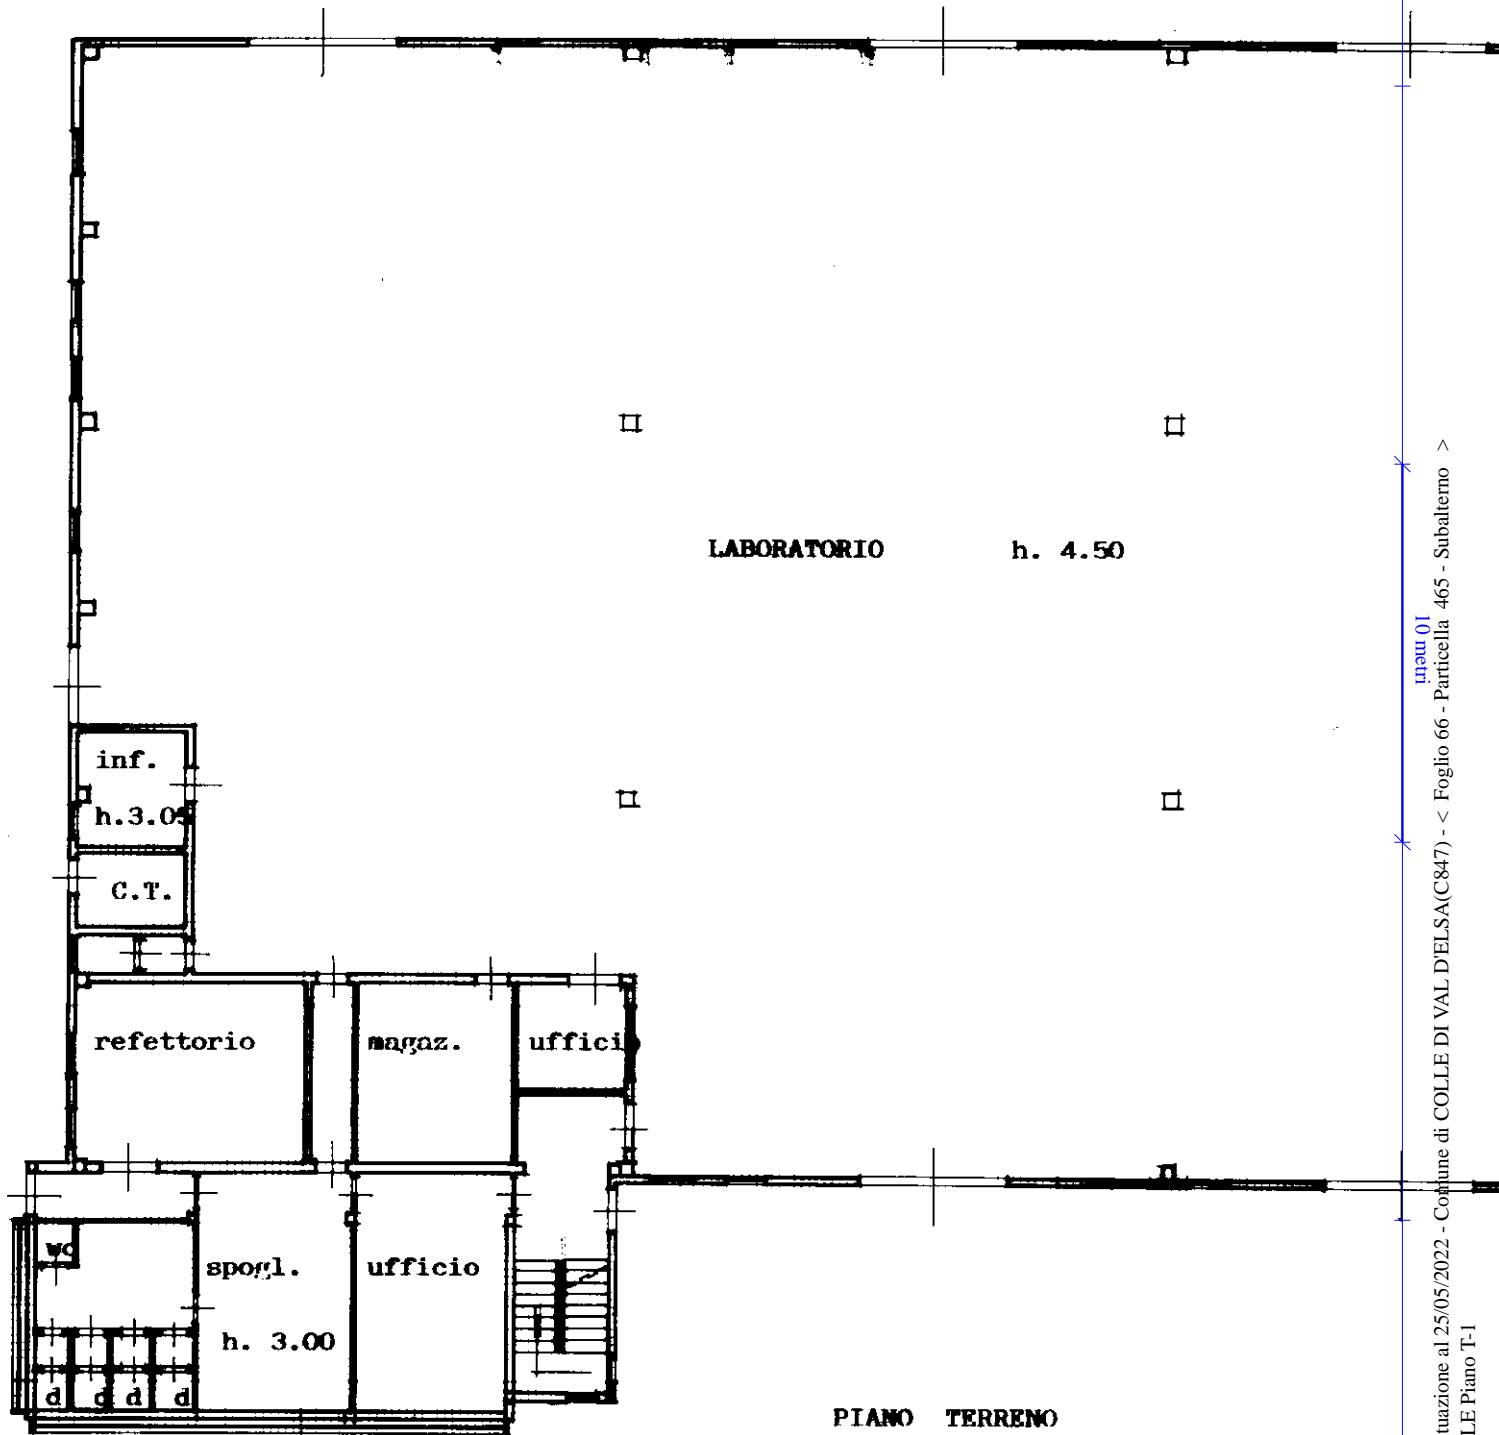 LABORATORIO h. 4.50
inf.
h.3.05
C.T.
refettorio
magaz.
ufficio
wc
spogl.
ufficio
h. 3.00
d d d d
PIANO TERRENO
10 metri
tuazione al 25/05/2022 - Comune di COLLE DI VAL D'ELSA(C847) - < Foglio 66 - Particella 465 - Subalterno >
LE Piano T-1